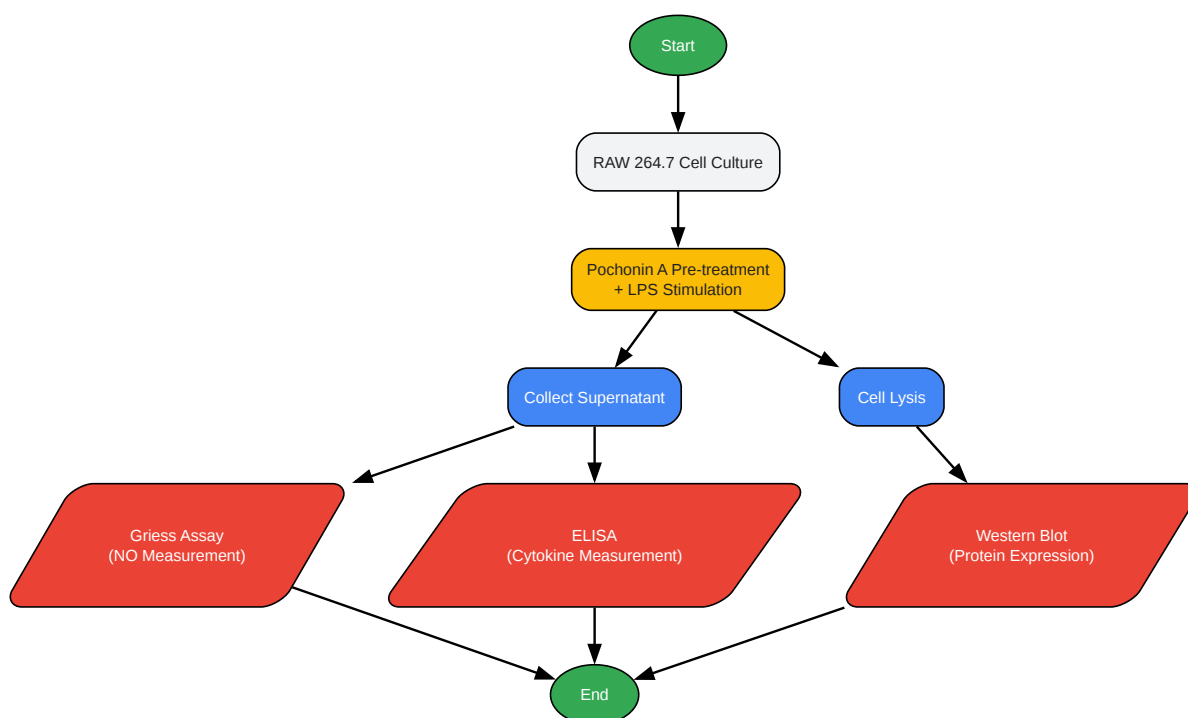 Start
RAW 264.7 Cell Culture
Pochonin A Pre-treatment
+ LPS Stimulation
Collect Supernatant
Cell Lysis
Griess Assay
(NO Measurement)
ELISA
(Cytokine Measurement)
Western Blot
(Protein Expression)
End